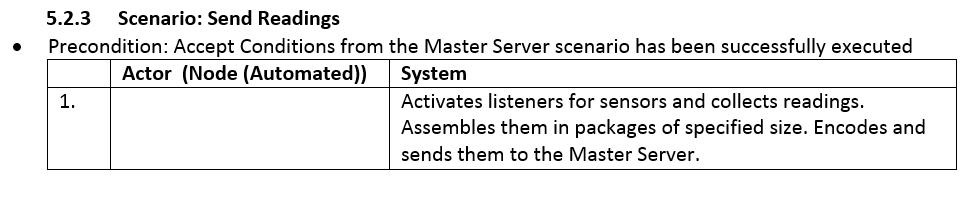 5.2.3 Scenario: Send Readings
• Precondition: Accept Conditions from the Master Server scenario has been successfully executed
Actor (Node (Automated)) System
1. Activates listeners for sensors and collects readings.
Assembles them in packages of specified size. Encodes and
sends them to the Master Server.